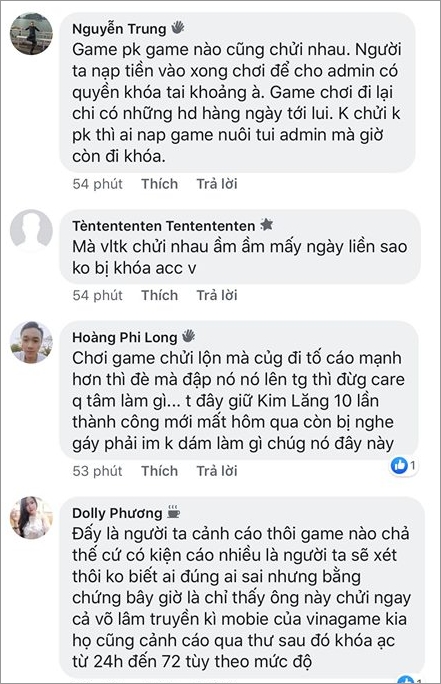 Nguyễn Trung
Game pk game nào cũng chửi nhau. Người
ta nạp tiền vào xong chơi để cho admin có
quyền khóa tai khoảng à. Game chơi đi lại
chi có những hd hàng ngày tới lui. K chửi k
pk thì ai nap game nuôi tui admin mà giờ
còn đi khóa.
54 phút Thích Trả lời
Tèntententen Tentententen
Mà vltk chửi nhau ầm ầm mấy ngày liền sao
ko bị khóa acc v
54 phút Thích Trả lời
Hoàng Phi Long
Chơi game chửi lộn mà củg đi tố cáo mạnh
hơn thì đè mà đập nó nó lên tg thì đừg care
q tâm làm gì... t đây giữ Kim Lăng 10 lần
thành công mới mất hôm qua còn bị nghe
gáy phải im k dám làm gì chúg nó đây này
53 phút Thích Trả lời
1
Dolly Phương
Đấy là người ta cảnh cáo thôi game nào chả
thế cứ có kiện cáo nhiều là người ta sẽ xét
thôi ko biết ai đúng ai sai nhưng bằng
chứng bây giờ là chỉ thấy ông này chửi ngay
cả võ lâm truyền kì mobie của vinagame kia
họ cũng cảnh cáo qua thư sau đó khóa ạc
từ 24h đến 72 tùy theo mức độ
1